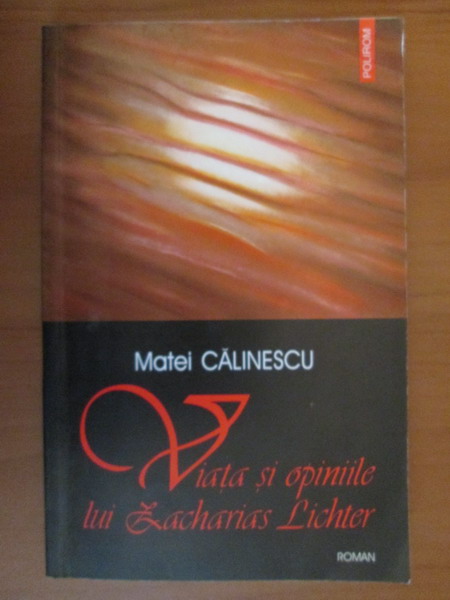 POLIROM
Matei CĂLINESCU
Viața și opiniile
lui Zacharias Lichter
ROMAN